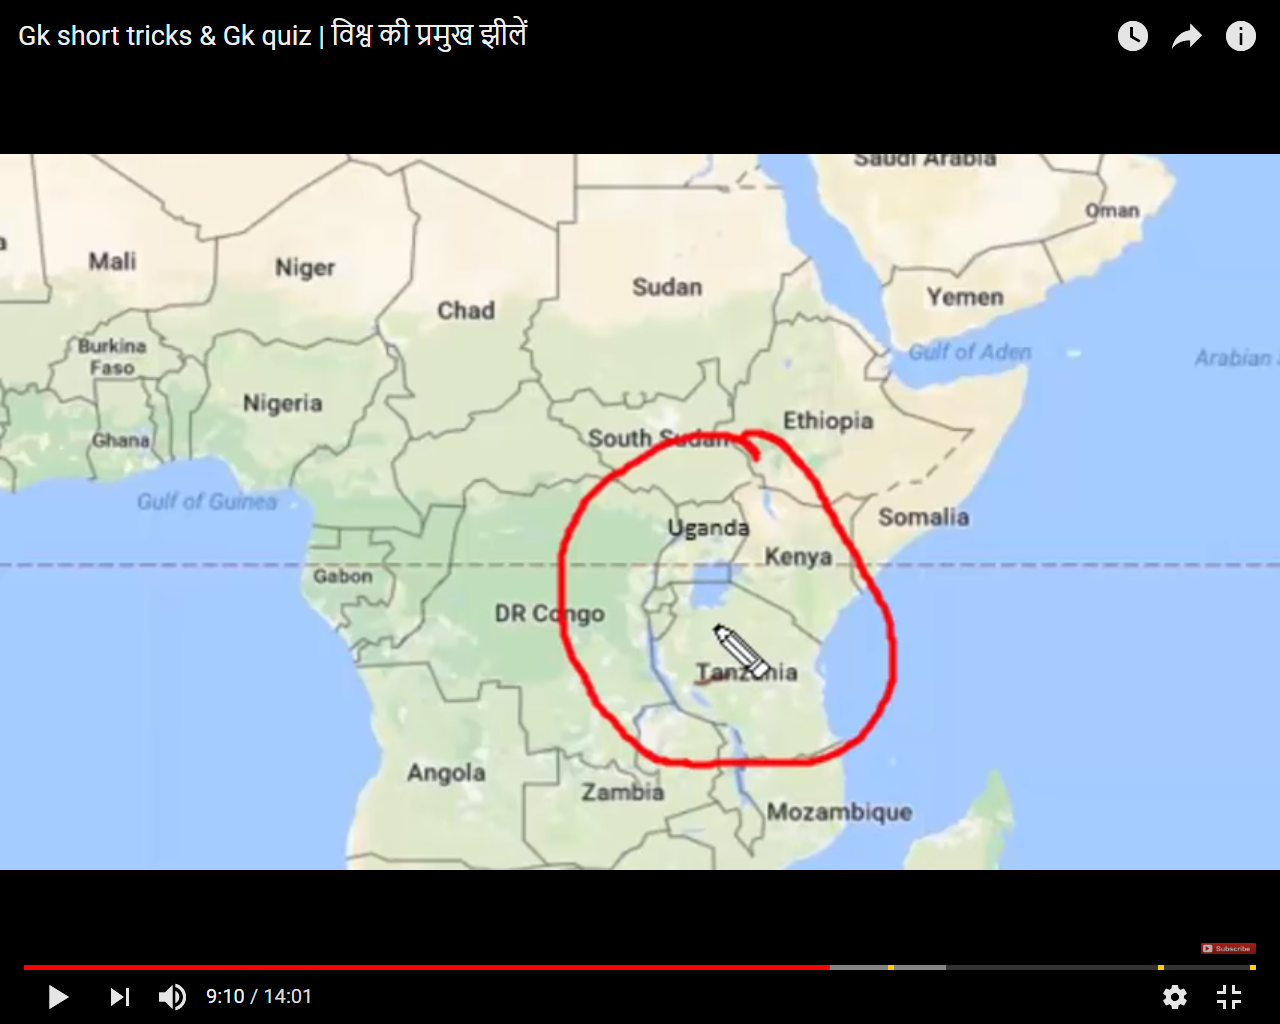 Gk short tricks & Gk quiz | विश्व की प्रमुख झीलें
Saudi Arabia
Oman
Mali
Niger
Sudan
Yemen
Chad
Burkina
Faso
Gulf of Aden
Arabian
Nigeria
Ethiopia
Ghana
South Sudan
Gulf of Guinea
Somalia
Uganda
Kenya
Gabon
DR Congo
Tanzania
Angola
Zambia
Mozambique
Subscribe
9:10 / 14:01